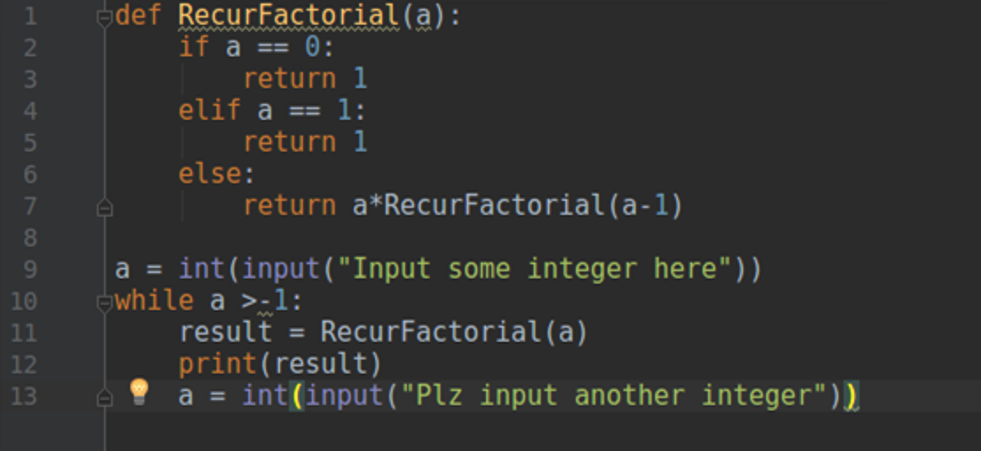 1 def RecurFactorial(a):
2     if a == 0:
3         return 1
4     elif a == 1:
5         return 1
6     else:
7         return a*RecurFactorial(a-1)
8
9 a = int(input("Input some integer here"))
10 while a >-1:
11     result = RecurFactorial(a)
12     print(result)
13     a = int(input("Plz input another integer"))